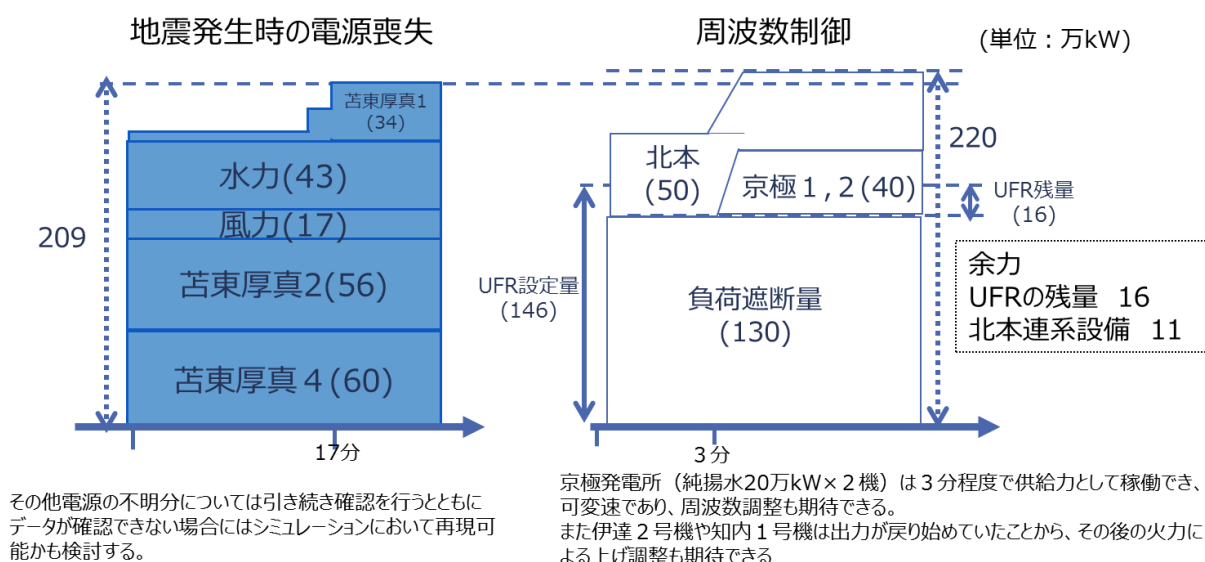 地震発生時の電源喪失
周波数制御
(単位：万kW)
苫東厚真1
(34)
水力(43)
風力(17)
苫東厚真2(56)
苫東厚真４(60)
209
17分
北本
(50)
京極１,２(40)
負荷遮断量
(130)
UFR設定量
(146)
220
UFR残量
(16)
余力
UFRの残量 16
北本連系設備 11
３分
その他電源の不明分については引き続き確認を行うとともに
データが確認できない場合にはシミュレーションにおいて再現可
能かも検討する。
京極発電所（純揚水20万kW×２機）は３分程度で供給力として稼働でき、
可変速であり、周波数調整も期待できる。
また伊達２号機や知内１号機は出力が戻り始めていたことから、その後の火力に
よる上げ調整も期待できる